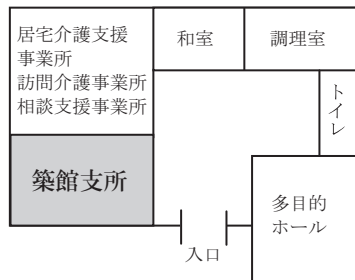 居宅介護支援
事業所
訪問介護事業所
相談支援事業所
和室
調理室
トイレ
築館支所
多目的
ホール
入口